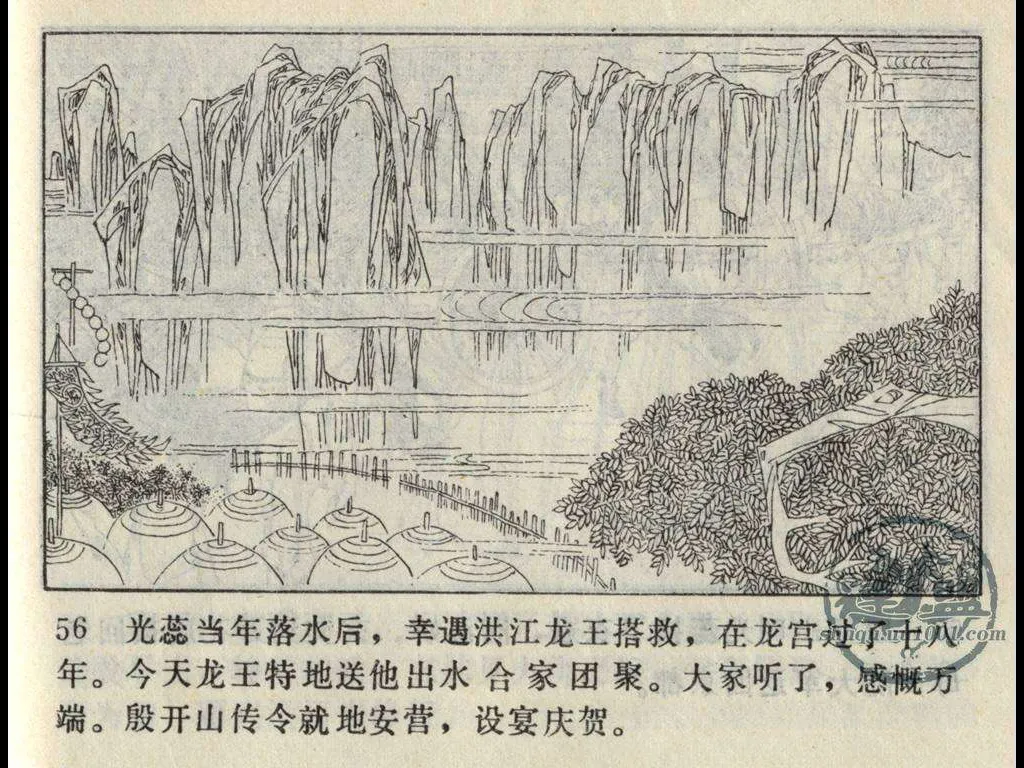 56 光蕊当年落水后，幸遇洪江龙王搭救，在龙宫过了十八
年。今天龙王特地送他出水合家团聚。大家听了，感慨万
端。殷开山传令就地安营，设宴庆贺。
shuqumu1001.com